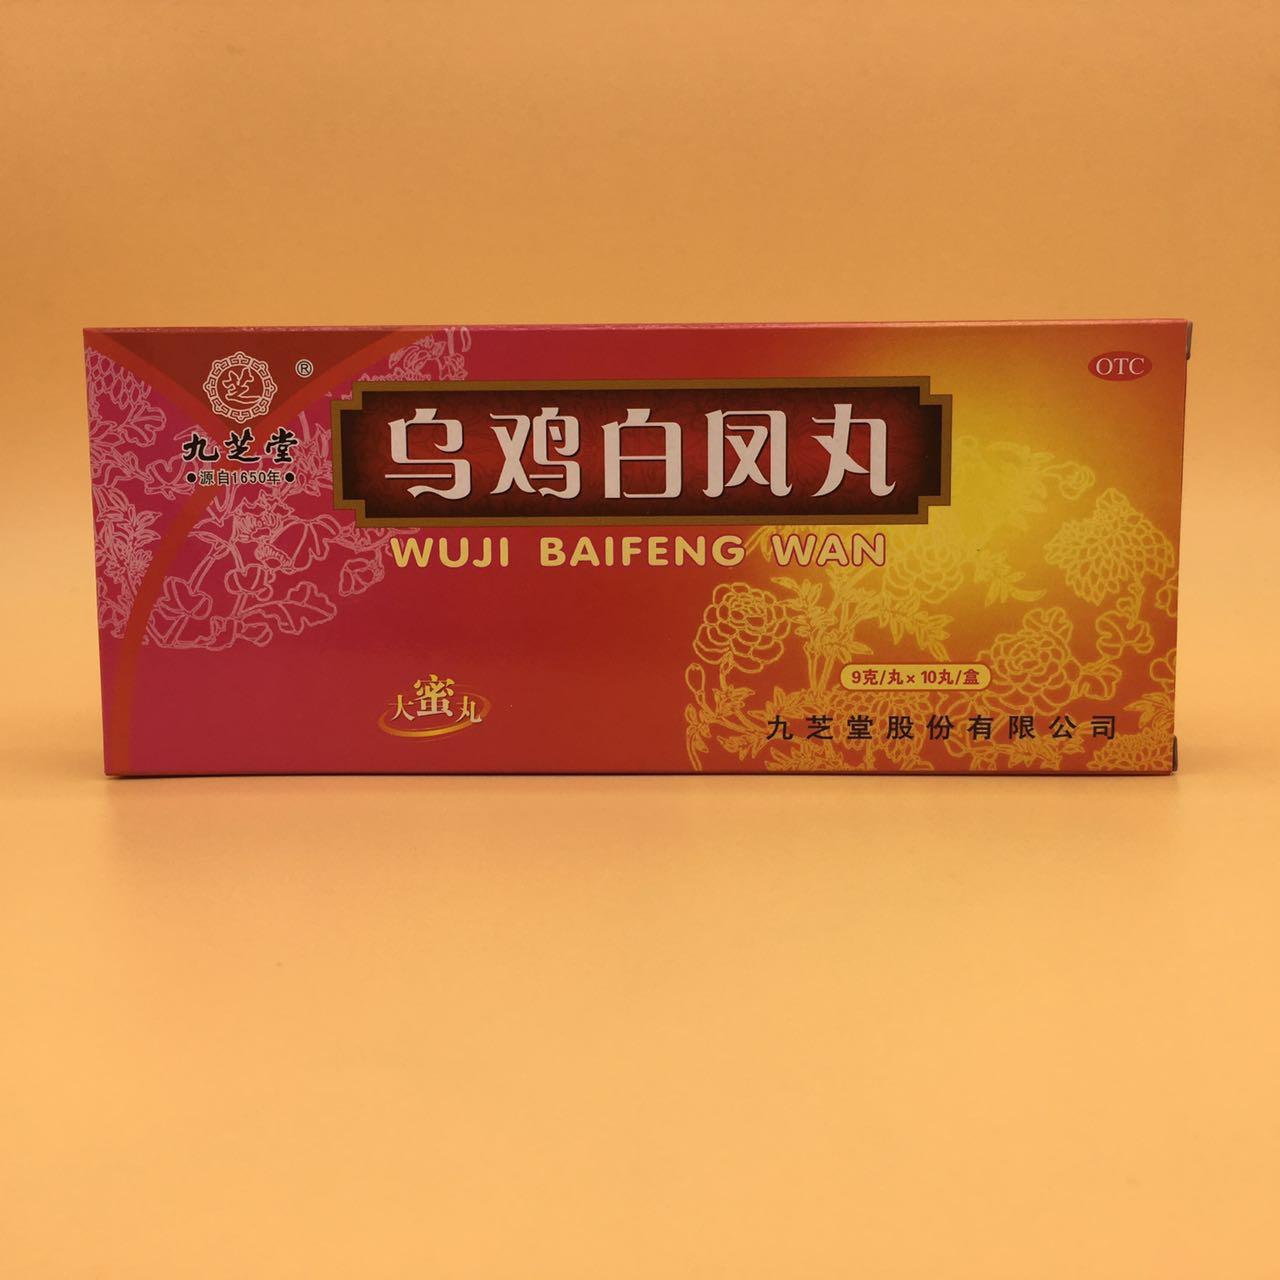 芝
®
九芝堂
●源自1650年●
OTC
乌鸡白凤丸
WUJI BAIFENG WAN
大蜜丸
9克/丸×10丸/盒
九芝堂股份有限公司